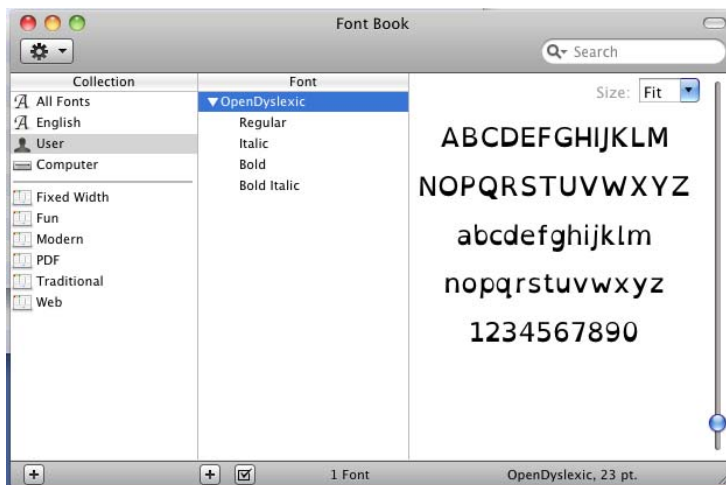 Font Book
Search
Collection
All Fonts
English
User
Computer
Fixed Width
Fun
Modern
PDF
Traditional
Web
Font
OpenDyslexic
Regular
Italic
Bold
Bold Italic
Size: Fit
ABCDEFGHIJKLM
NOPQRSTUVWXYZ
abcdefghijklm
nopqrstuvwxyz
1234567890
1 Font
OpenDyslexic, 23 pt.